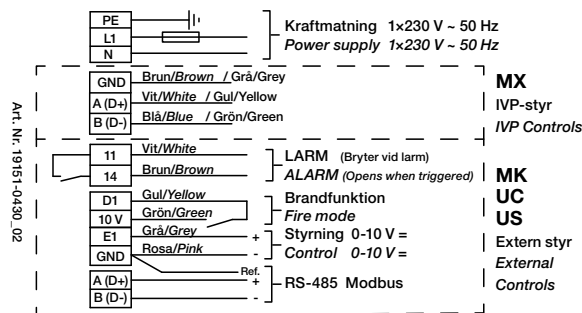 PE
L1
N
Kraftmatning 1×230 V ~ 50 Hz
Power supply 1×230 V ~ 50 Hz
GND Brun/Brown / Grå/Grey
A (D+) Vit/White / Gul/Yellow
B (D-) Blå/Blue / Grön/Green
MX
IVP-styr
IVP Controls
11 Vit/White
14 Brun/Brown
LARM (Bryter vid larm)
ALARM (Opens when triggered)
D1 Gul/Yellow
10 V Grön/Green
Brandfunktion
Fire mode
E1 Grå/Grey +
GND Rosa/Pink -
Styrning 0-10 V =
Control 0-10 V =
Ref.
A (D+) +
B (D-) -
RS-485 Modbus
MK
UC
US
Extern styr
External
Controls
Art. Nr. 19151-0430_02